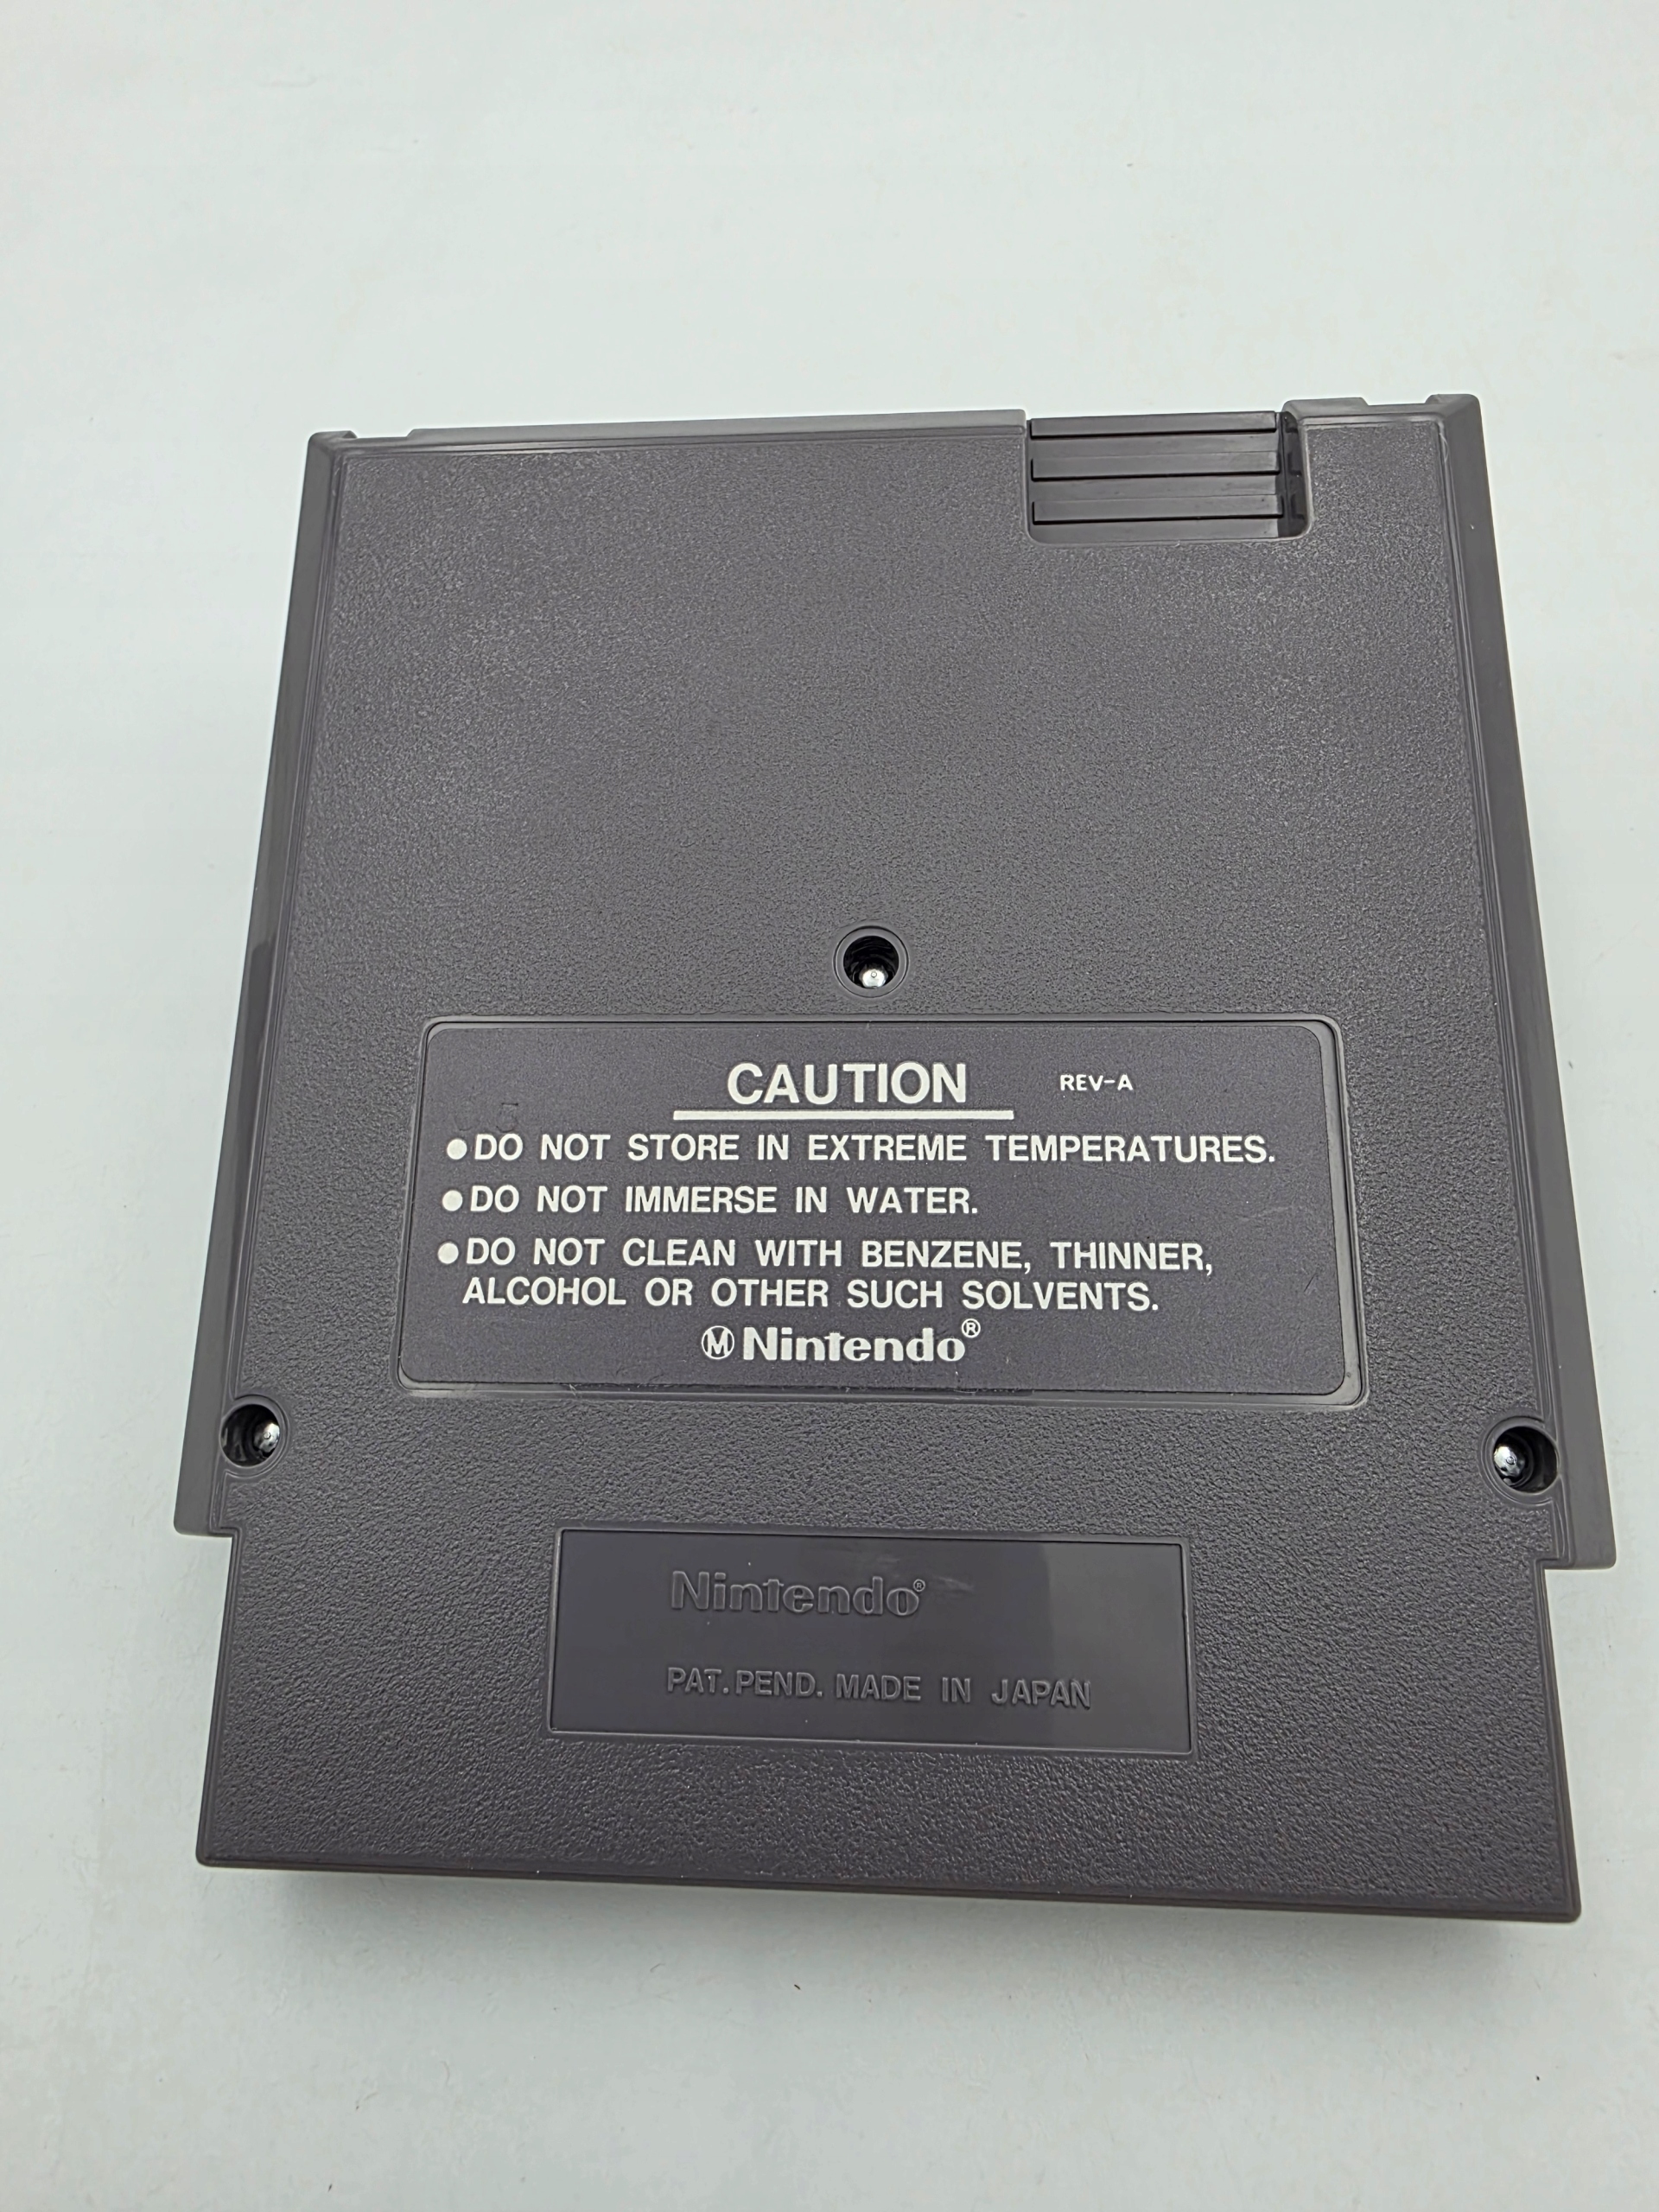 CAUTION REV-A
●DO NOT STORE IN EXTREME TEMPERATURES.
●DO NOT IMMERSE IN WATER.
●DO NOT CLEAN WITH BENZENE, THINNER,
ALCOHOL OR OTHER SUCH SOLVENTS.
Ⓜ Nintendo®
Nintendo®
PAT. PEND. MADE IN JAPAN